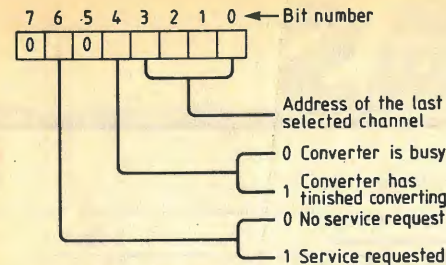 7 6 5 4 3 2 1 0 Bit number
0 0
Address of the last
selected channel
0 Converter is busy
1 Converter has
tinished converting
0 No service request
1 Service requested